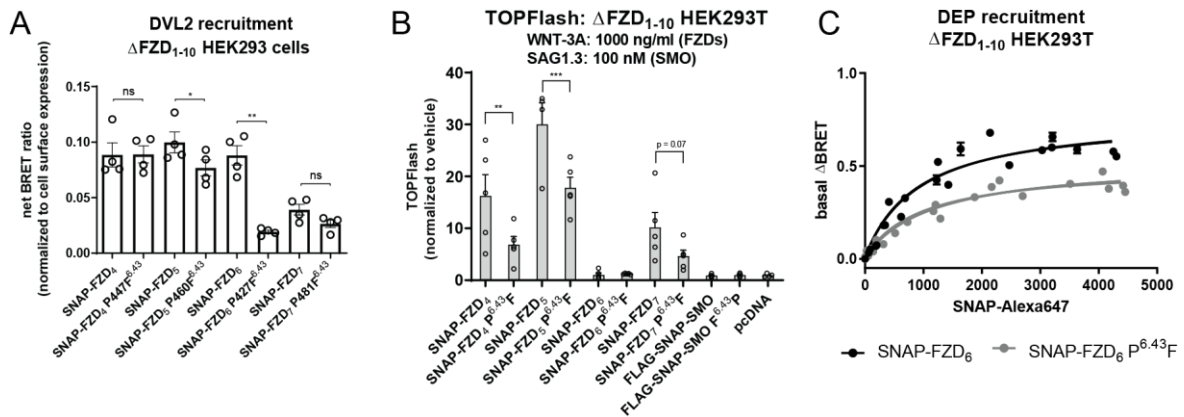 A
DVL2 recruitment
ΔFZD₁₋₁₀ HEK293 cells
net BRET ratio
(normalized to cell surface expression)
0.15
0.10
0.05
0.00
ns
*
**
ns
SNAP-FZD₄
SNAP-FZD₄ P447F⁶·⁴³
SNAP-FZD₅
SNAP-FZD₅ P460F⁶·⁴³
SNAP-FZD₆
SNAP-FZD₆ P427F⁶·⁴³
SNAP-FZD₇
SNAP-FZD₇ P481F⁶·⁴³
B
TOPFlash: ΔFZD₁₋₁₀ HEK293T
WNT-3A: 1000 ng/ml (FZDs)
SAG1.3: 100 nM (SMO)
TOPFlash
(normalized to vehicle)
40
30
20
10
0
**
***
p = 0.07
SNAP-FZD₄
SNAP-FZD₄ P⁶·⁴³F
SNAP-FZD₅
SNAP-FZD₅ P⁶·⁴³F
SNAP-FZD₆
SNAP-FZD₆ P⁶·⁴³F
SNAP-FZD₇
SNAP-FZD₇ P⁶·⁴³F
FLAG-SNAP-SMO
FLAG-SNAP-SMO F⁶·⁴³P
pcDNA
C
DEP recruitment
ΔFZD₁₋₁₀ HEK293T
basal ΔBRET
1.0
0.5
0.0
0 1000 2000 3000 4000 5000
SNAP-Alexa647
SNAP-FZD₆ SNAP-FZD₆ P⁶·⁴³F